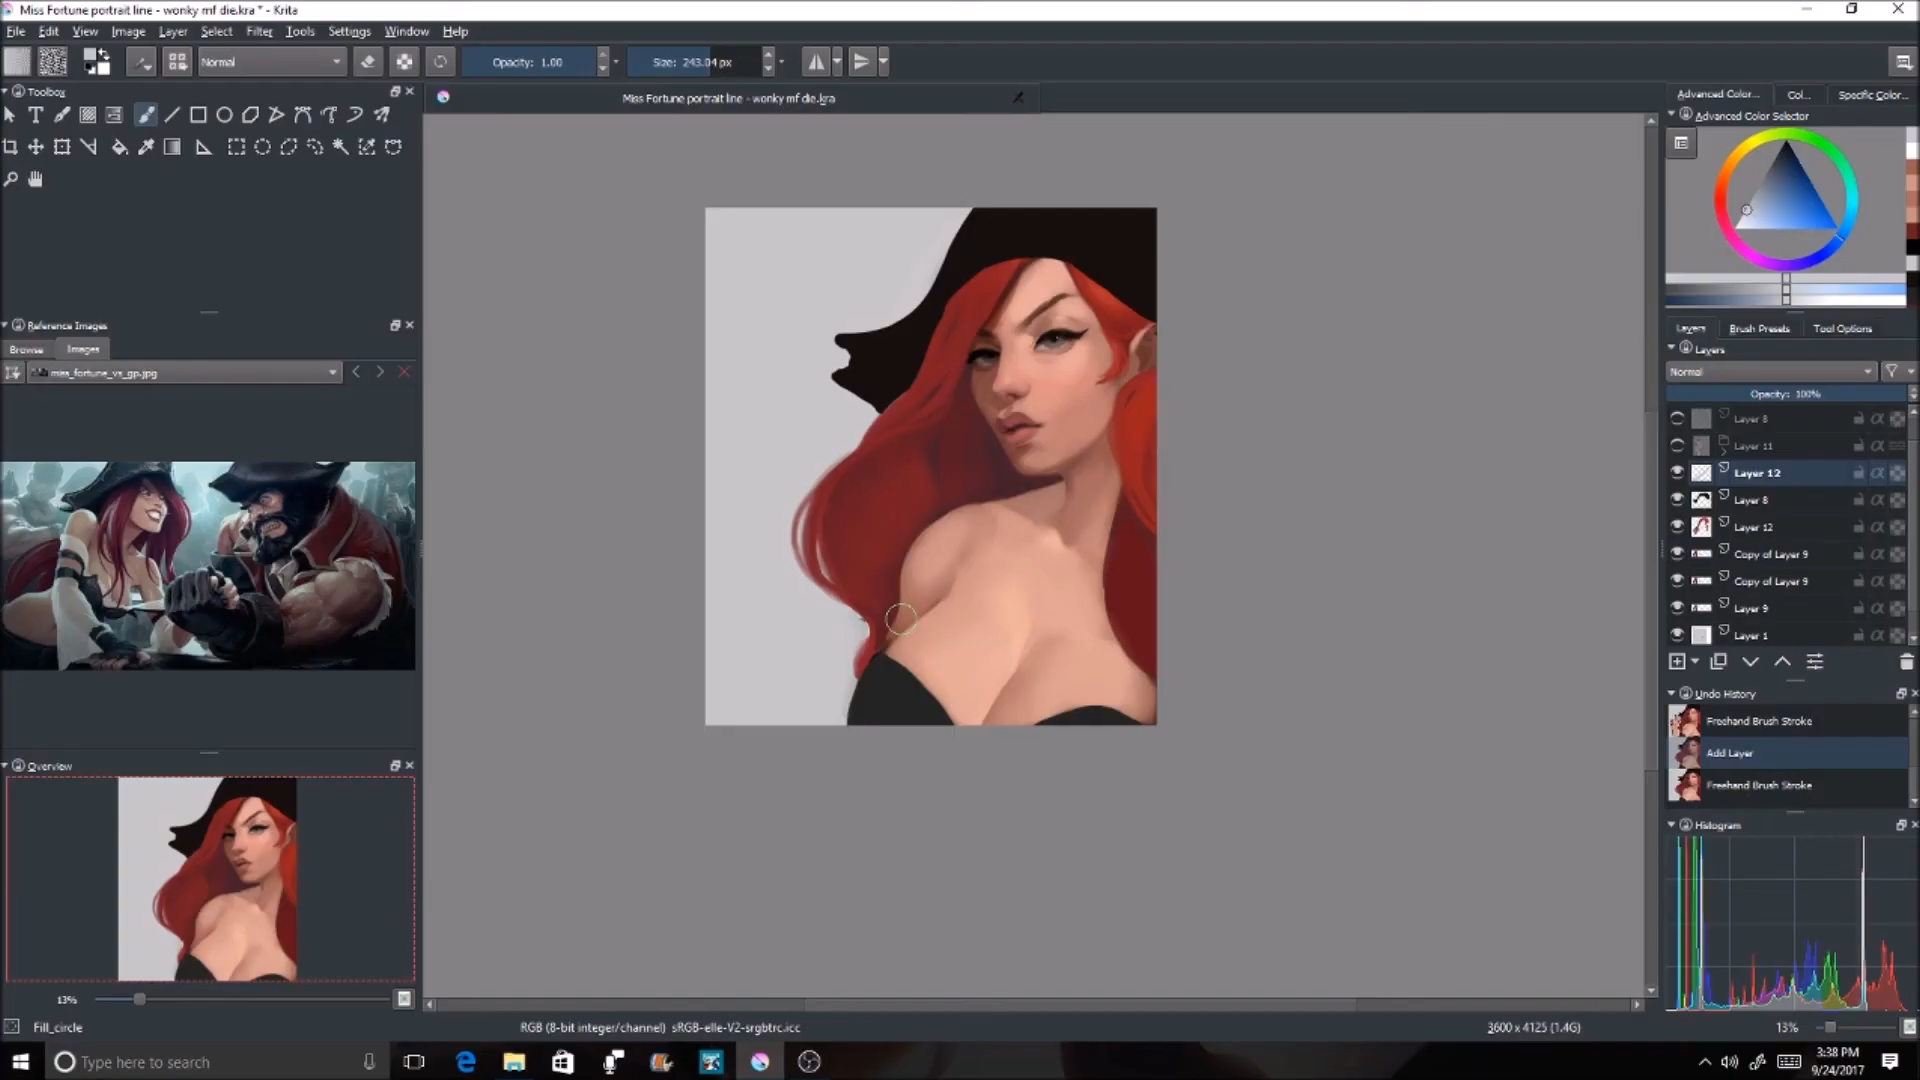 Miss Fortune portrait line - wonky mf die.kra * - Krita
File Edit View Image Layer Select Filter Tools Settings Window Help
Normal Opacity: 1.00 Size: 243.04 px
Toolbox
T
Miss Fortune portrait line - wonky mf die.kra
Advanced Color... Col... Specific Color...
Advanced Color Selector
Reference Images
Browse Images
miss_fortune_vs_gp.jpg
Layers Brush Presets Tool Options
Layers
Normal
Opacity: 100%
Layer 8
Layer 11
Layer 12
Layer 8
Layer 12
Copy of Layer 9
Copy of Layer 9
Layer 9
Layer 1
Undo History
Freehand Brush Stroke
Add Layer
Freehand Brush Stroke
Histogram
Overview
13%
Fill_circle RGB (8-bit integer/channel) sRGB-elle-V2-srgbtrc.icc 3600 x 4125 (1.4G) 13%
Type here to search
3:38 PM
9/24/2017